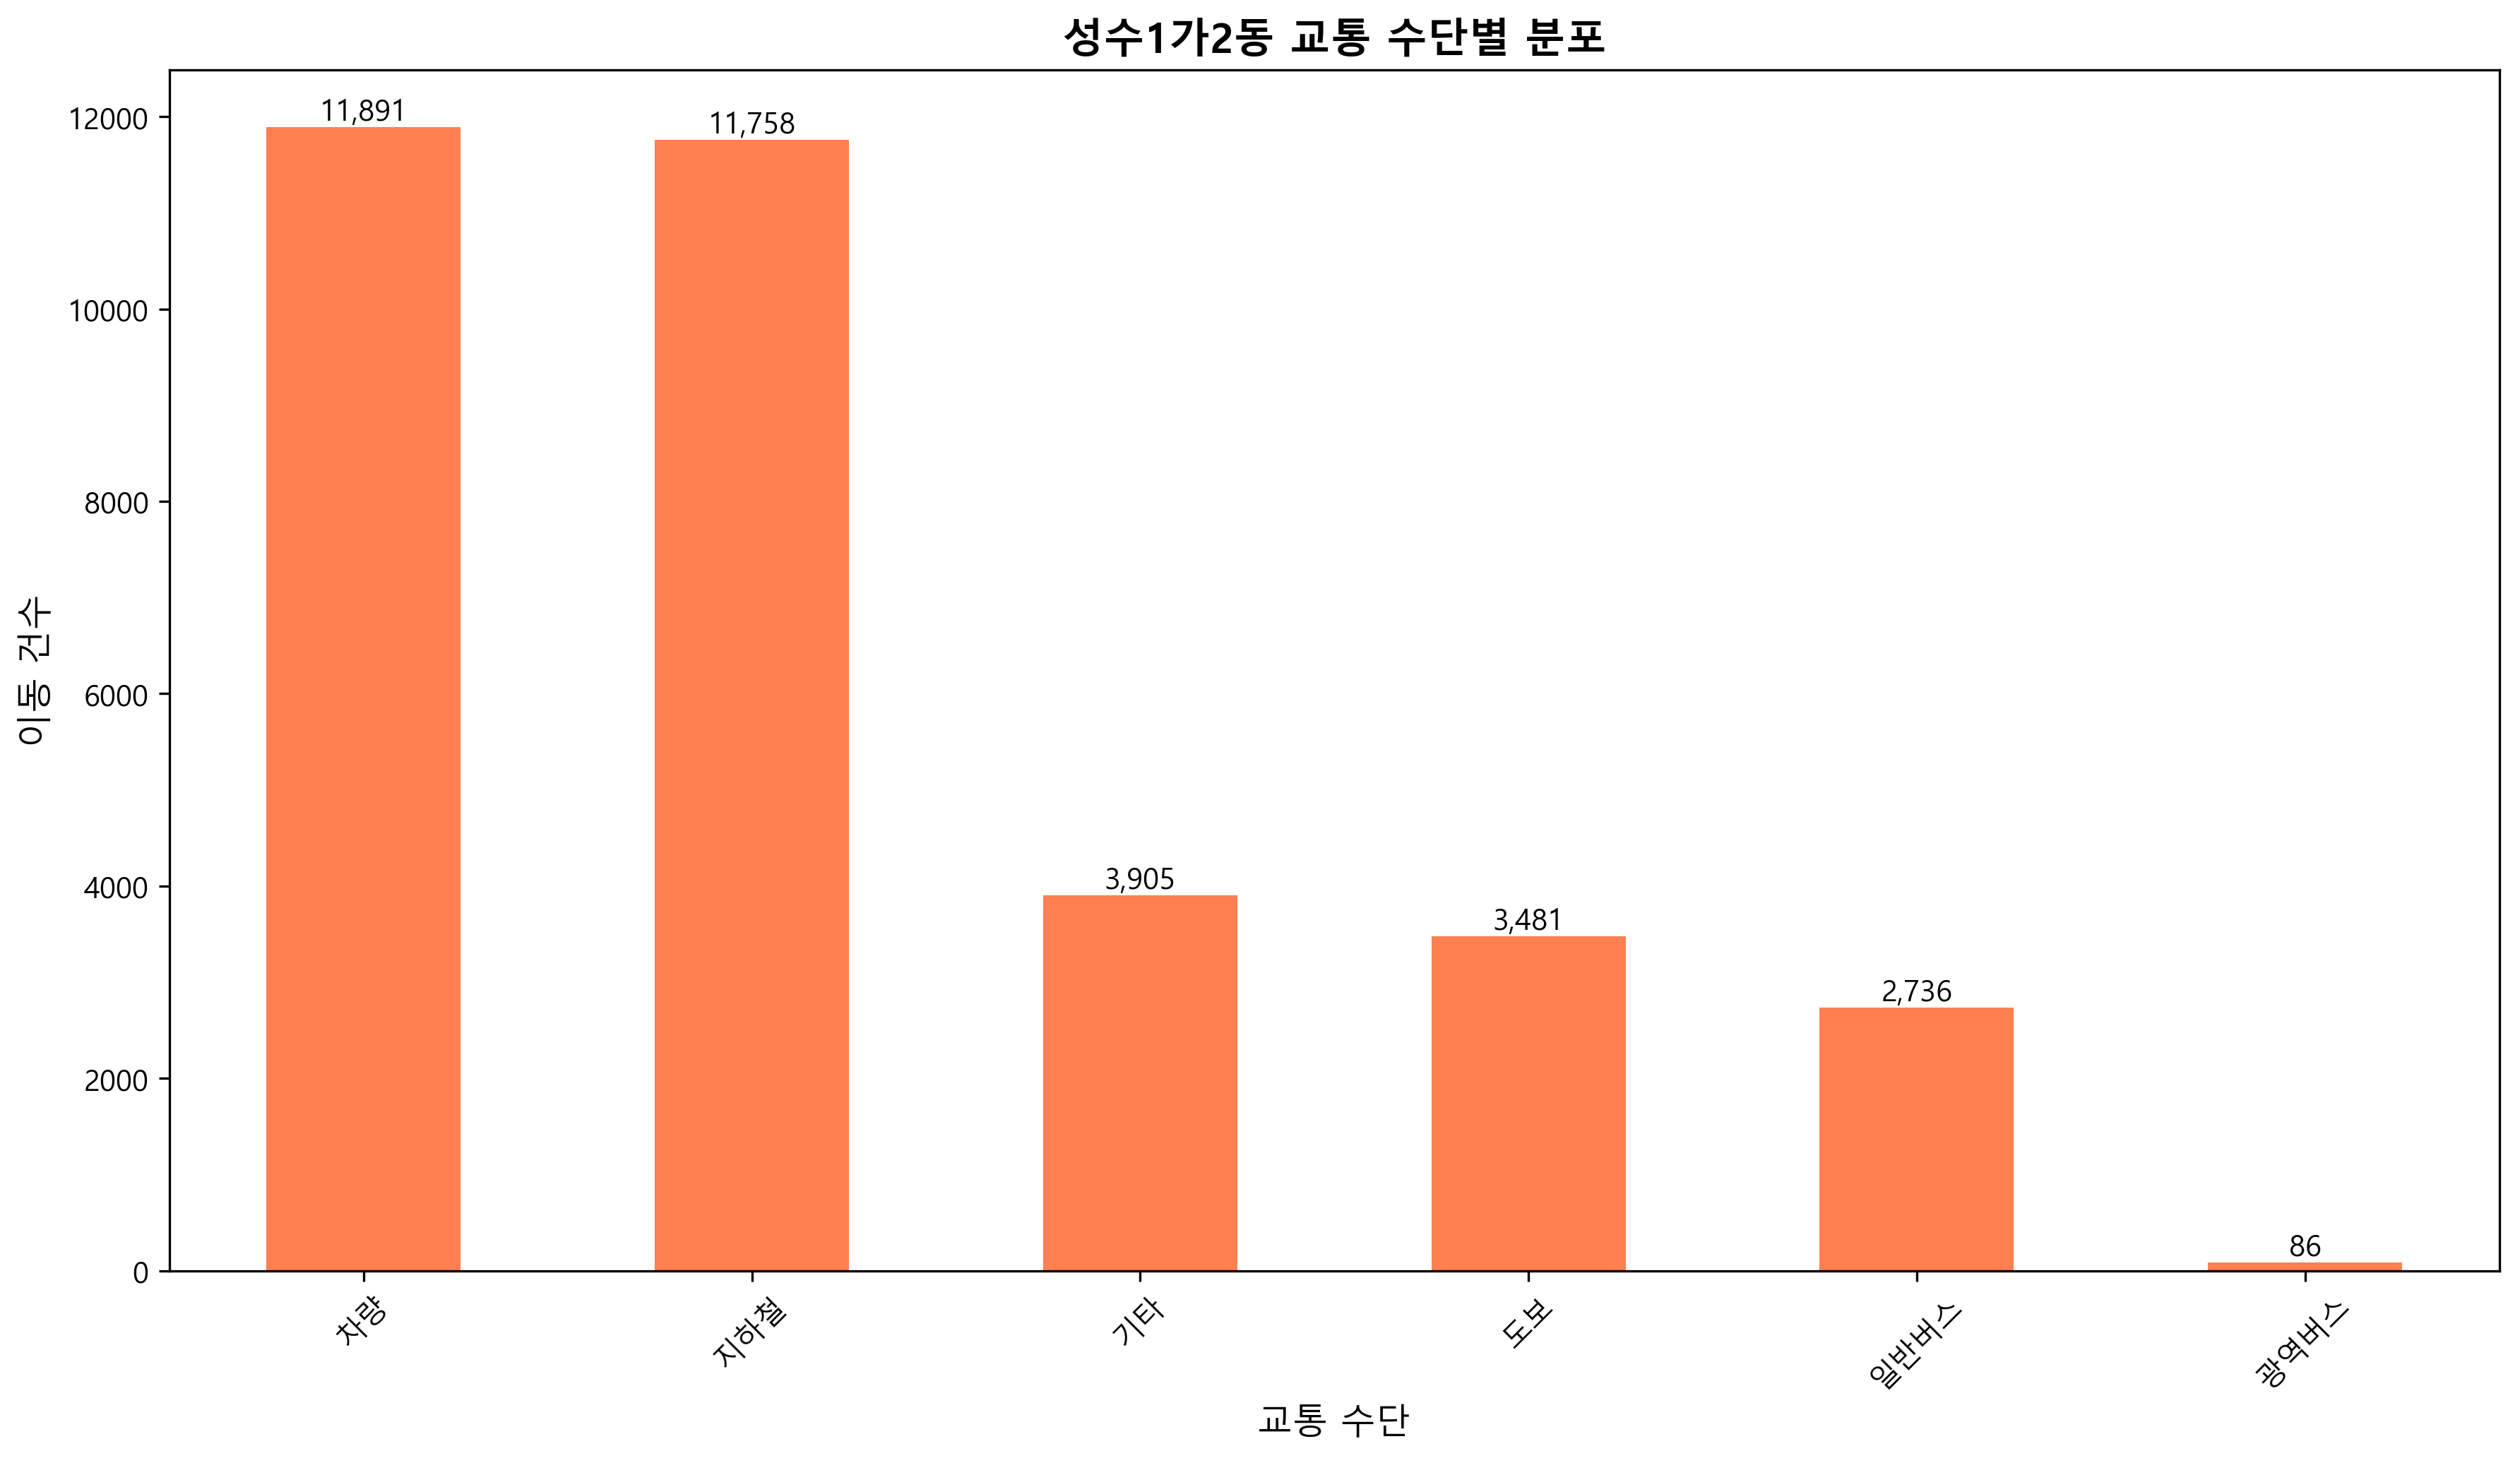 성수1가2동 교통 수단별 분포
이동 건수
12000
10000
8000
6000
4000
2000
0
11,891
11,758
3,905
3,481
2,736
86
차량
지하철
기타
도보
일반버스
광역버스
교통 수단